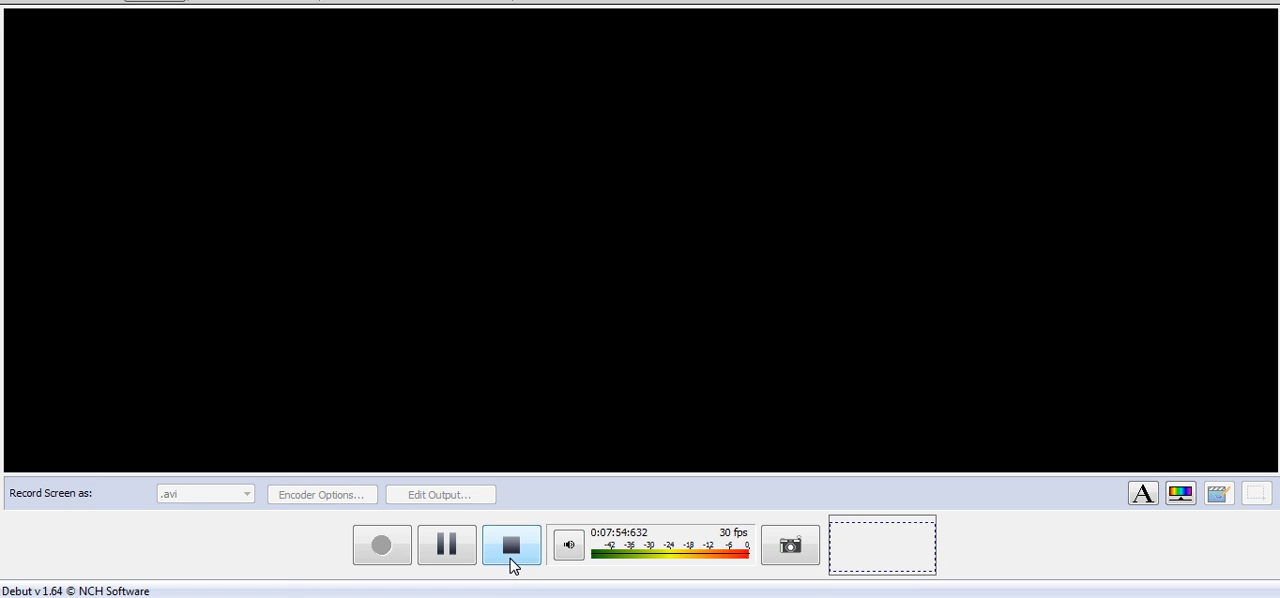 Record Screen as:
.avi
Encoder Options...
Edit Output...
A
0:07:54:632
30 fps
-42 -36 -30 -24 -18 -12 -6 0
Debut v 1.64 © NCH Software